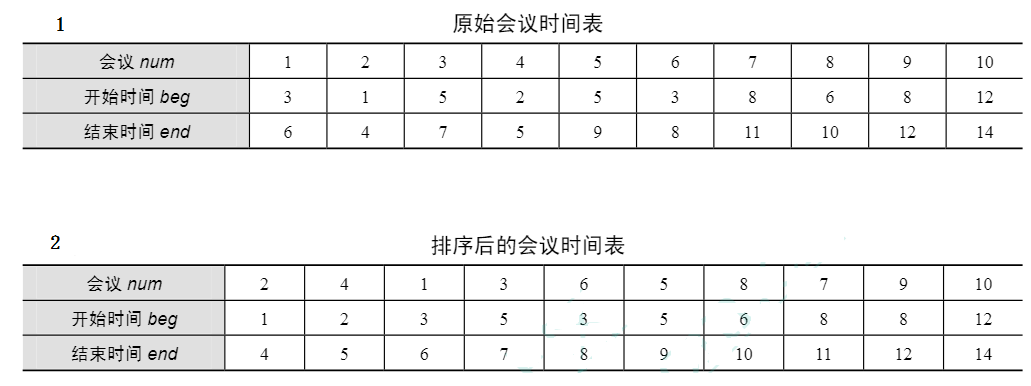 1 原始会议时间表
会议 num 1 2 3 4 5 6 7 8 9 10
开始时间 beg 3 1 5 2 5 3 8 6 8 12
结束时间 end 6 4 7 5 9 8 11 10 12 14
2 排序后的会议时间表
会议 num 2 4 1 3 6 5 8 7 9 10
开始时间 beg 1 2 3 5 3 5 6 8 8 12
结束时间 end 4 5 6 7 8 9 10 11 12 14